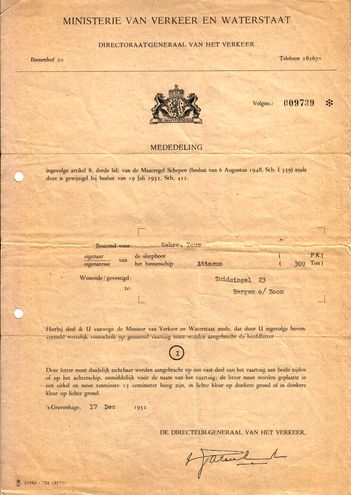 MINISTERIE VAN VERKEER EN WATERSTAAT
DIRECTORAAT-GENERAAL VAN HET VERKEER
Binnenhof 20 Telefoon 182670
Volgno.: 009739 *
MEDEDELING
ingevolge artikel 8, derde lid, van de Maatregel Schepen (besluit van 6 Augustus 1948, Stb. I 359) zoals
deze is gewijzigd bij besluit van 19 Juli 1952, Stb. 422.
Bestemd voor: Gebrs. Touw
eigenaar van de sleepboot P.K.)
eigenaresse het binnenschip Attacus ( 309 Ton)
Wonende/gevestigd: Zuidsingel 23
te: Bergen o/ Zoom
Hierbij deel ik U vanwege de Minister van Verkeer en Waterstaat mede, dat door U ingevolge boven-
vermeld wettelijk voorschrift op genoemd vaartuig moet worden aangebracht de hoofdletter
I
Deze letter moet duidelijk zichtbaar worden aangebracht op een vast deel van het vaartuig aan beide zijden
of op het achterschip, onmiddellijk vóór de naam van het vaartuig; de letter moet worden geplaatst
in een cirkel en moet tenminste 15 centimeter hoog zijn, in lichte kleur op donkere grond of in donkere
kleur op lichte grond.
's-Gravenhage, 17 Dec 1952
DE DIRECTEUR-GENERAAL VAN HET VERKEER,